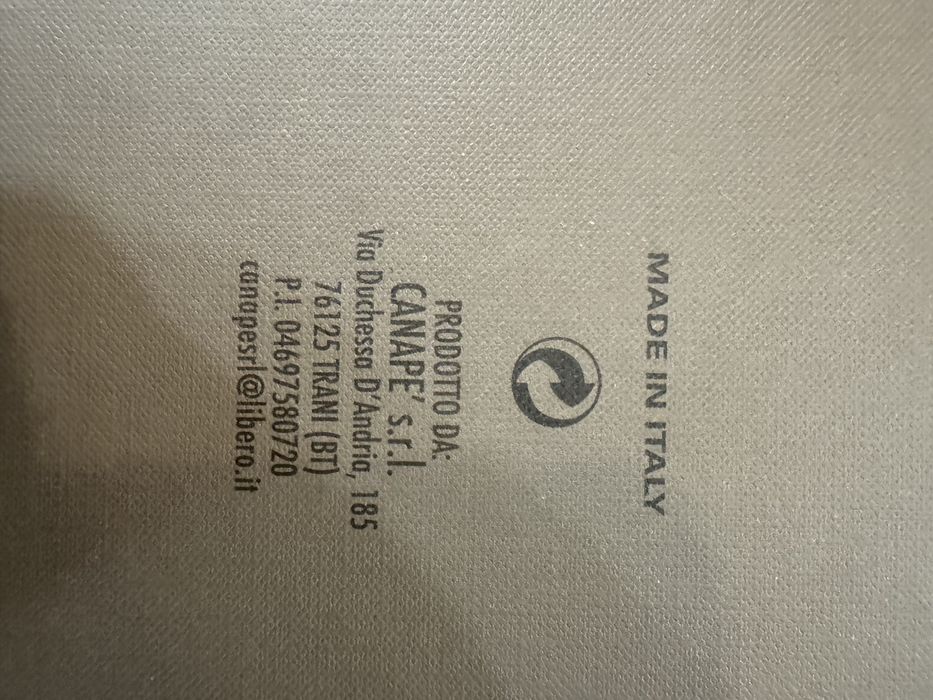 MADE IN ITALY
PRODOTTO DA:
CANAPE' s.r.l.
Via Duchessa D'Andria, 185
76125 TRANI (BT)
P.I. 04697580720
canapesrl@libero.it